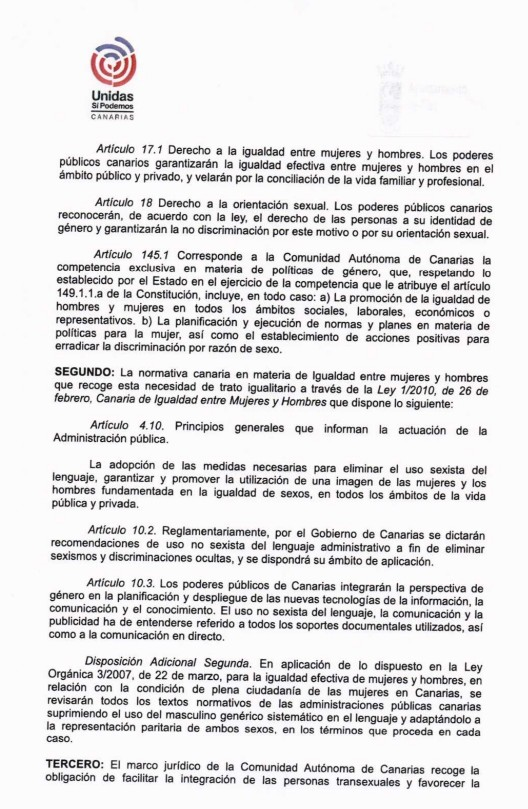 Unidas
Sí Podemos
CANARIAS
Artículo 17.1 Derecho a la igualdad entre mujeres y hombres. Los poderes
públicos canarios garantizarán la igualdad efectiva entre mujeres y hombres en el
ámbito público y privado, y velarán por la conciliación de la vida familiar y profesional.
Artículo 18 Derecho a la orientación sexual. Los poderes públicos canarios
reconocerán, de acuerdo con la ley, el derecho de las personas a su identidad de
género y garantizarán la no discriminación por este motivo o por su orientación sexual.
Artículo 145.1 Corresponde a la Comunidad Autónoma de Canarias la
competencia exclusiva en materia de políticas de género, que, respetando lo
establecido por el Estado en el ejercicio de la competencia que le atribuye el artículo
149.1.1.a de la Constitución, incluye, en todo caso: a) La promoción de la igualdad de
hombres y mujeres en todos los ámbitos sociales, laborales, económicos o
representativos. b) La planificación y ejecución de normas y planes en materia de
políticas para la mujer, así como el establecimiento de acciones positivas para
erradicar la discriminación por razón de sexo.
SEGUNDO: La normativa canaria en materia de Igualdad entre mujeres y hombres
que recoge esta necesidad de trato igualitario a través de la Ley 1/2010, de 26 de
febrero, Canaria de Igualdad entre Mujeres y Hombres que dispone lo siguiente:
Artículo 4.10. Principios generales que informan la actuación de la
Administración pública.
La adopción de las medidas necesarias para eliminar el uso sexista del
lenguaje, garantizar y promover la utilización de una imagen de las mujeres y los
hombres fundamentada en la igualdad de sexos, en todos los ámbitos de la vida
pública y privada.
Artículo 10.2. Reglamentariamente, por el Gobierno de Canarias se dictarán
recomendaciones de uso no sexista del lenguaje administrativo a fin de eliminar
sexismos y discriminaciones ocultas, y se dispondrá su ámbito de aplicación.
Artículo 10.3. Los poderes públicos de Canarias integrarán la perspectiva de
género en la planificación y despliegue de las nuevas tecnologías de la información, la
comunicación y el conocimiento. El uso no sexista del lenguaje, la comunicación y la
publicidad ha de entenderse referido a todos los soportes documentales utilizados, así
como a la comunicación en directo.
Disposición Adicional Segunda. En aplicación de lo dispuesto en la Ley
Orgánica 3/2007, de 22 de marzo, para la igualdad efectiva de mujeres y hombres, en
relación con la condición de plena ciudadanía de las mujeres en Canarias, se
revisarán todos los textos normativos de las administraciones públicas canarias
suprimiendo el uso del masculino genérico sistemático en el lenguaje y adaptándolo a
la representación paritaria de ambos sexos, en los términos que proceda en cada
caso.
TERCERO: El marco jurídico de la Comunidad Autónoma de Canarias recoge la
obligación de facilitar la integración de las personas transexuales y favorecer la